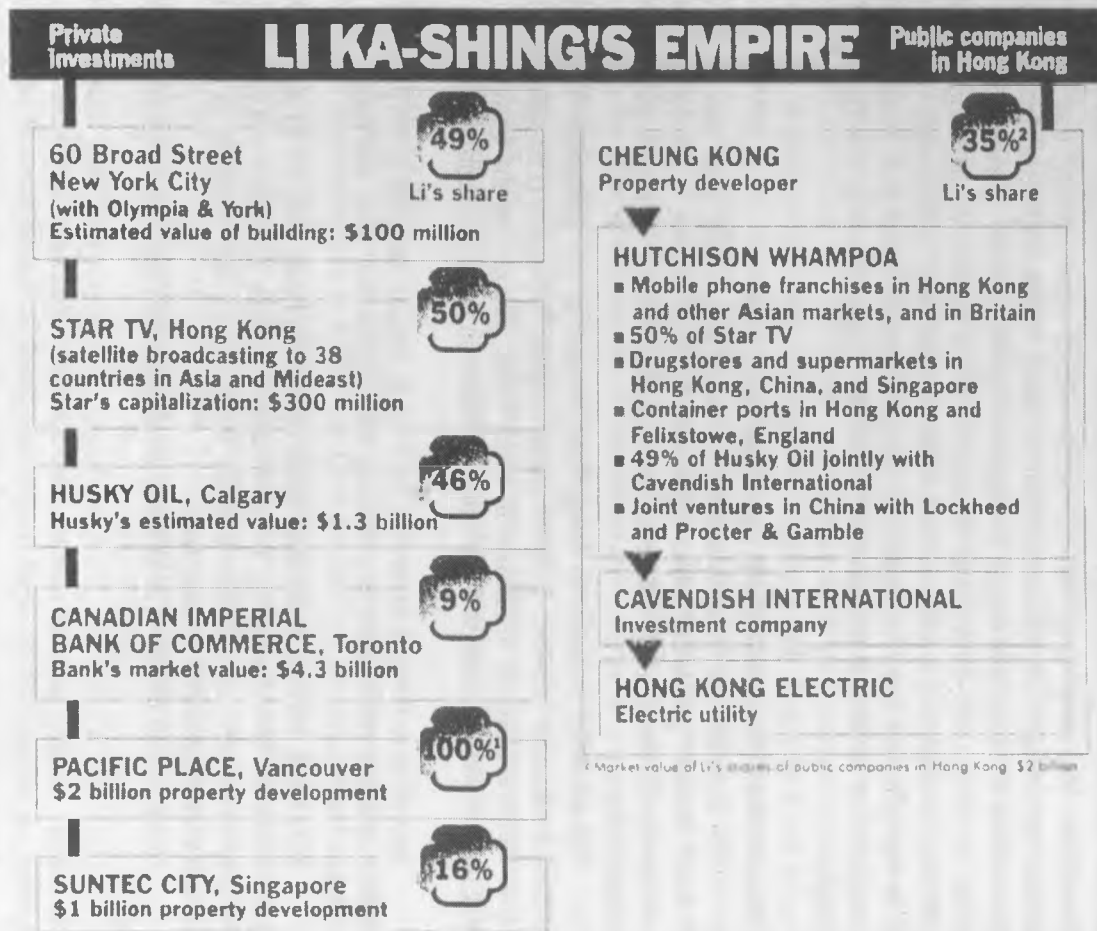 Private
Investments
LI KA-SHING'S EMPIRE
Public companies
in Hong Kong
60 Broad Street
New York City
(with Olympia & York)
Estimated value of building: $100 million
49%
Li's share
STAR TV, Hong Kong
(satellite broadcasting to 38
countries in Asia and Mideast)
Star's capitalization: $300 million
50%
HUSKY OIL, Calgary
Husky's estimated value: $1.3 billion
46%
CANADIAN IMPERIAL
BANK OF COMMERCE, Toronto
Bank's market value: $4.3 billion
9%
PACIFIC PLACE, Vancouver
$2 billion property development
100%¹
SUNTEC CITY, Singapore
$1 billion property development
16%
CHEUNG KONG
Property developer
35%²
Li's share
HUTCHISON WHAMPOA
■ Mobile phone franchises in Hong Kong
and other Asian markets, and in Britain
■ 50% of Star TV
■ Drugstores and supermarkets in
Hong Kong, China, and Singapore
■ Container ports in Hong Kong and
Felixstowe, England
■ 49% of Husky Oil jointly with
Cavendish International
■ Joint ventures in China with Lockheed
and Procter & Gamble
CAVENDISH INTERNATIONAL
Investment company
HONG KONG ELECTRIC
Electric utility
Market value of Li's shares of public companies in Hong Kong $2 billion